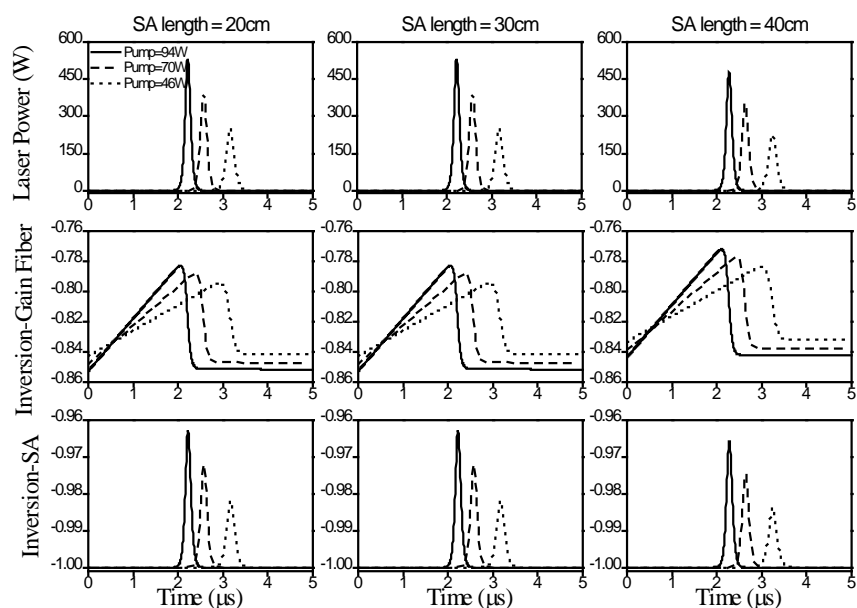 SA length = 20cm SA length = 30cm SA length = 40cm
Laser Power (W)
600 600 600
450 450 450
300 300 300
150 150 150
0 0 0
Pump=94W
Pump=70W
Pump=46W
0 1 2 3 4 5 0 1 2 3 4 5 0 1 2 3 4 5
Inversion-Gain Fiber
-0.76 -0.76 -0.76
-0.78 -0.78 -0.78
-0.80 -0.80 -0.80
-0.82 -0.82 -0.82
-0.84 -0.84 -0.84
-0.86 -0.86 -0.86
0 1 2 3 4 5 0 1 2 3 4 5 0 1 2 3 4 5
Inversion-SA
-0.96 -0.96 -0.96
-0.97 -0.97 -0.97
-0.98 -0.98 -0.98
-0.99 -0.99 -0.99
-1.00 -1.00 -1.00
0 1 2 3 4 5 0 1 2 3 4 5 0 1 2 3 4 5
Time (μs) Time (μs) Time (μs)